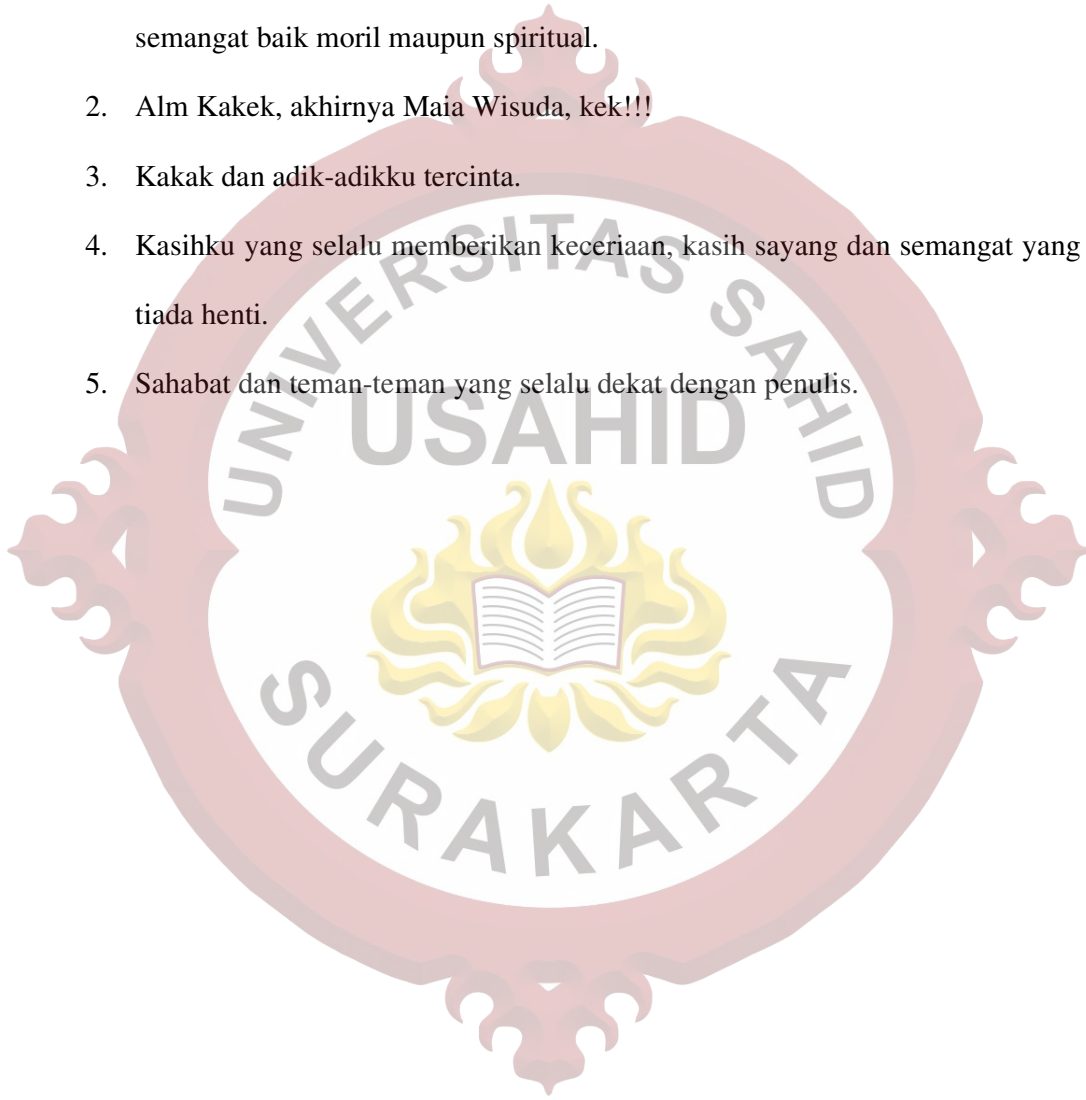 semangat baik moril maupun spiritual.
2. Alm Kakek, akhirnya Maia Wisuda, kek!!!
3. Kakak dan adik-adikku tercinta.
4. Kasihku yang selalu memberikan keceriaan, kasih sayang dan semangat yang
tiada henti.
5. Sahabat dan teman-teman yang selalu dekat dengan penulis.
UNIVERSITAS SAHID
USAHID
SURAKARTA